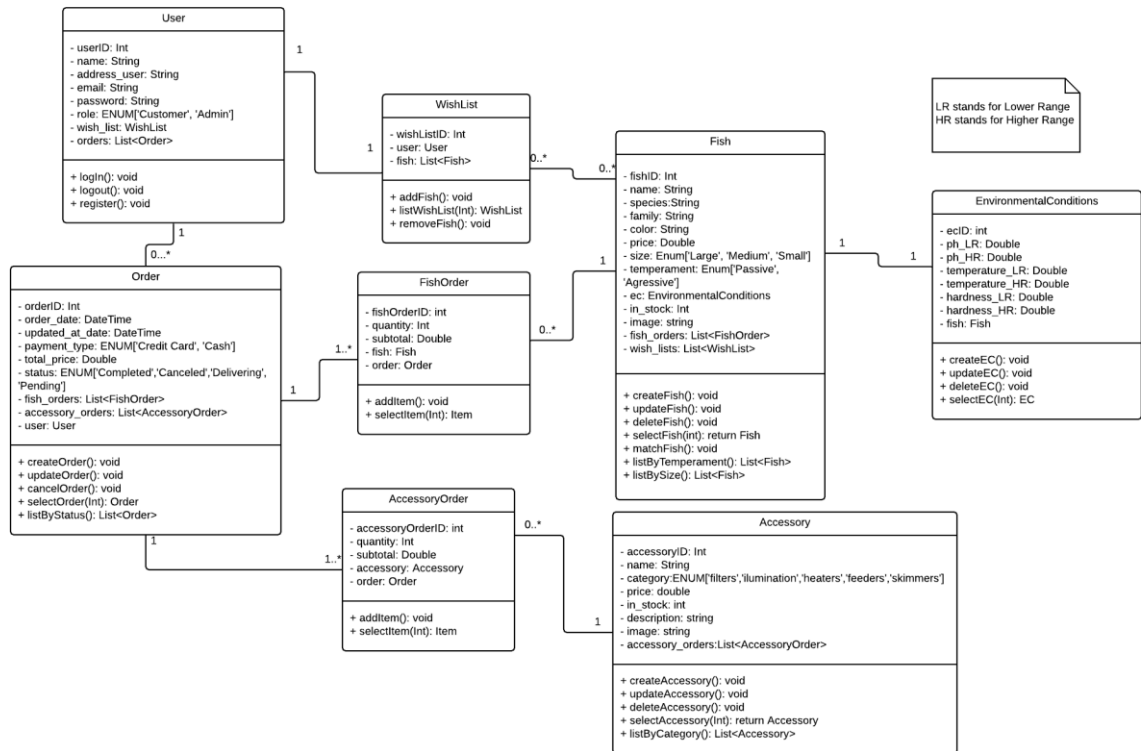 User
- userID: Int
- name: String
- address_user: String
- email: String
- password: String
- role: ENUM['Customer', 'Admin']
- wish_list: WishList
- orders: List<Order>
+ logIn(): void
+ logout(): void
+ register(): void
1
1
1
0...*
WishList
- wishListID: Int
- user: User
- fish: List<Fish>
+ addFish(): void
+ listWishList(Int): WishList
+ removeFish(): void
0..*
0..*
Fish
- fishID: Int
- name: String
- species:String
- family: String
- color: String
- price: Double
- size: Enum['Large', 'Medium', 'Small']
- temperament: Enum['Passive',
'Agressive']
- ec: EnvironmentalConditions
- in_stock: Int
- image: string
- fish_orders: List<FishOrder>
- wish_lists: List<WishList>
+ createFish(): void
+ updateFish(): void
+ deleteFish(): void
+ selectFish(int): return Fish
+ matchFish(): void
+ listByTemperament(): List<Fish>
+ listBySize(): List<Fish>
LR stands for Lower Range
HR stands for Higher Range
1
1
EnvironmentalConditions
- ecID: int
- ph_LR: Double
- ph_HR: Double
- temperature_LR: Double
- temperature_HR: Double
- hardness_LR: Double
- hardness_HR: Double
- fish: Fish
+ createEC(): void
+ updateEC(): void
+ deleteEC(): void
+ selectEC(Int): EC
Order
- orderID: Int
- order_date: DateTime
- updated_at_date: DateTime
- payment_type: ENUM['Credit Card', 'Cash']
- total_price: Double
- status: ENUM['Completed','Canceled','Delivering',
'Pending']
- fish_orders: List<FishOrder>
- accessory_orders: List<AccessoryOrder>
- user: User
+ createOrder(): void
+ updateOrder(): void
+ cancelOrder(): void
+ selectOrder(Int): Order
+ listByStatus(): List<Order>
1
1..*
FishOrder
- fishOrderID: int
- quantity: Int
- subtotal: Double
- fish: Fish
- order: Order
+ addItem(): void
+ selectItem(Int): Item
0..*
1
1
1..*
AccessoryOrder
- accessoryOrderID: int
- quantity: Int
- subtotal: Double
- accessory: Accessory
- order: Order
+ addItem(): void
+ selectItem(Int): Item
0..*
1
Accessory
- accessoryID: Int
- name: String
- category:ENUM['filters','ilumination','heaters','feeders','skimmers']
- price: double
- in_stock: int
- description: string
- image: string
- accessory_orders:List<AccessoryOrder>
+ createAccessory(): void
+ updateAccessory(): void
+ deleteAccessory(): void
+ selectAccessory(Int): return Accessory
+ listByCategory(): List<Accessory>